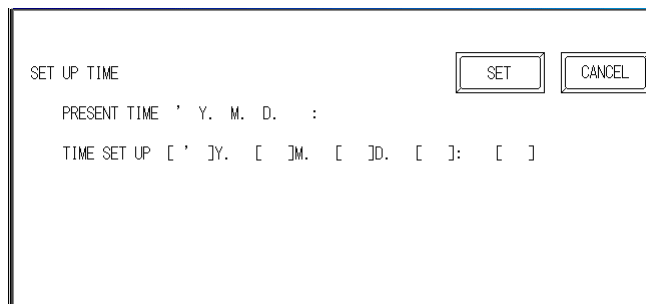 SET UP TIME SET CANCEL
PRESENT TIME ' Y. M. D. :
TIME SET UP [ ' ]Y. [ ]M. [ ]D. [ ]: [ ]